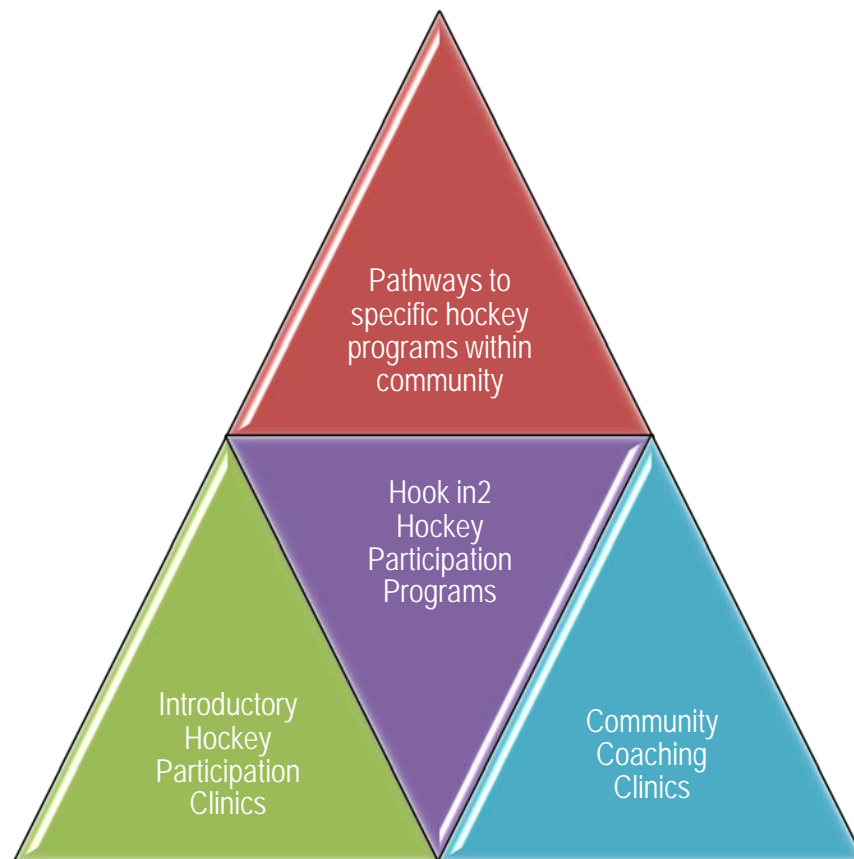 Pathways to
specific hockey
programs within
community
Hook in2
Hockey
Participation
Programs
Introductory
Hockey
Participation
Clinics
Community
Coaching
Clinics